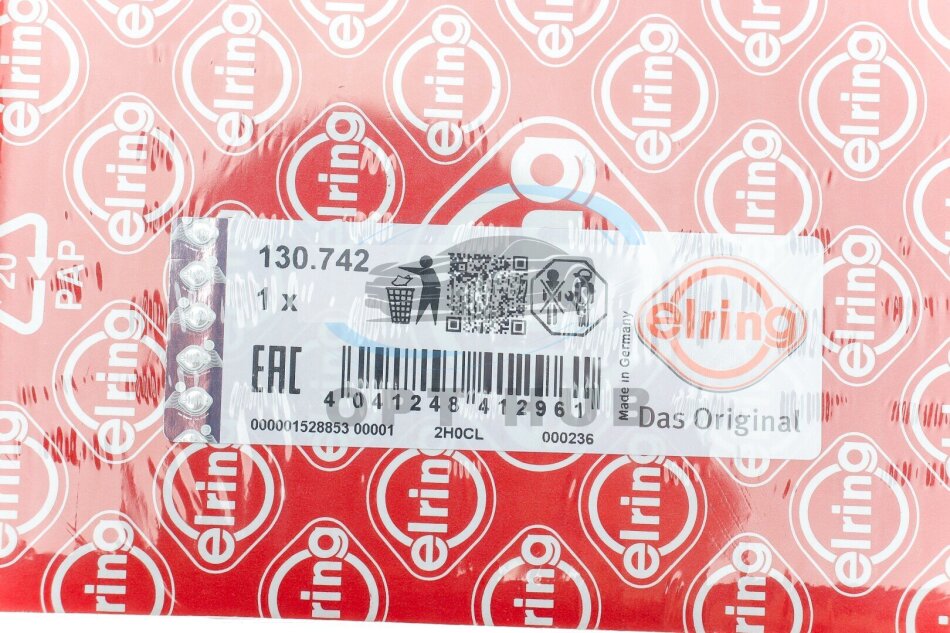 elring
130.742
1 x
EAC
4 041248 412961
000001528853 00001 2H0CL 000236
Made in Germany
elring
Das Original
20
PAP